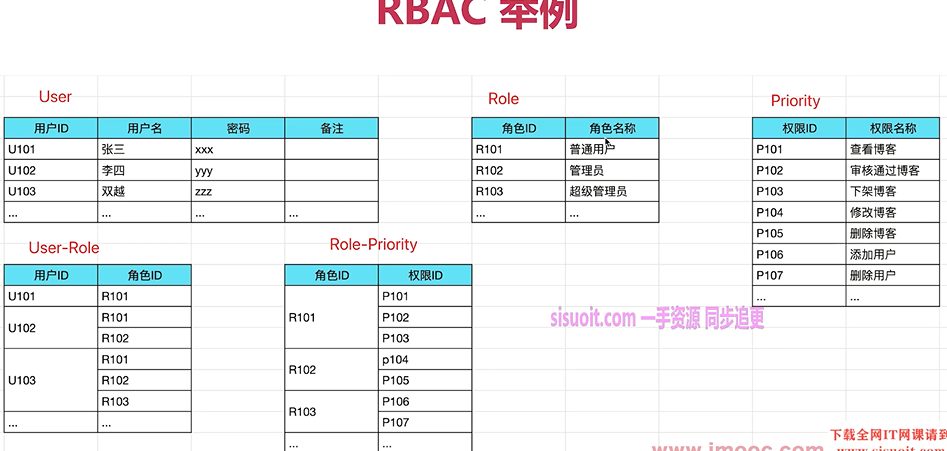 RBAC 举例
User
用户ID 用户名 密码 备注
U101 张三 xxx
U102 李四 yyy
U103 双越 zzz
... ... ... ...
Role
角色ID 角色名称
R101 普通用户
R102 管理员
R103 超级管理员
... ...
Priority
权限ID 权限名称
P101 查看博客
P102 审核通过博客
P103 下架博客
P104 修改博客
P105 删除博客
P106 添加用户
P107 删除用户
... ...
User-Role
用户ID 角色ID
U101 R101
U102 R101
R102
U103 R101
R102
R103
... ...
Role-Priority
角色ID 权限ID
R101 P101
P102
P103
R102 p104
P105
R103 P106
P107
... ...
sisuoit.com 一手资源 同步追更
下载全网IT网课请到
www.imooc.com
www.sisuoit.com